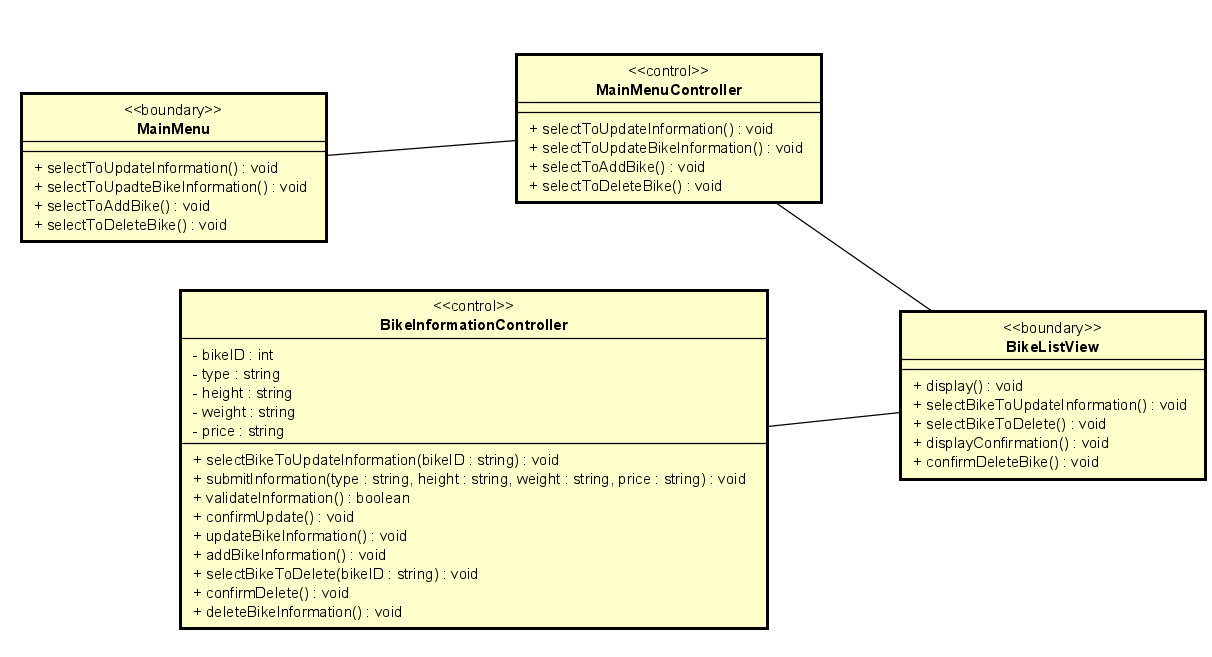 <<boundary>>
MainMenu
+ selectToUpdateInformation() : void
+ selectToUpadteBikeInformation() : void
+ selectToAddBike() : void
+ selectToDeleteBike() : void
<<control>>
MainMenuController
+ selectToUpdateInformation() : void
+ selectToUpdateBikeInformation() : void
+ selectToAddBike() : void
+ selectToDeleteBike() : void
<<control>>
BikeInformationController
- bikeID : int
- type : string
- height : string
- weight : string
- price : string
+ selectBikeToUpdateInformation(bikeID : string) : void
+ submitInformation(type : string, height : string, weight : string, price : string) : void
+ validateInformation() : boolean
+ confirmUpdate() : void
+ updateBikeInformation() : void
+ addBikeInformation() : void
+ selectBikeToDelete(bikeID : string) : void
+ confirmDelete() : void
+ deleteBikeInformation() : void
<<boundary>>
BikeListView
+ display() : void
+ selectBikeToUpdateInformation() : void
+ selectBikeToDelete() : void
+ displayConfirmation() : void
+ confirmDeleteBike() : void